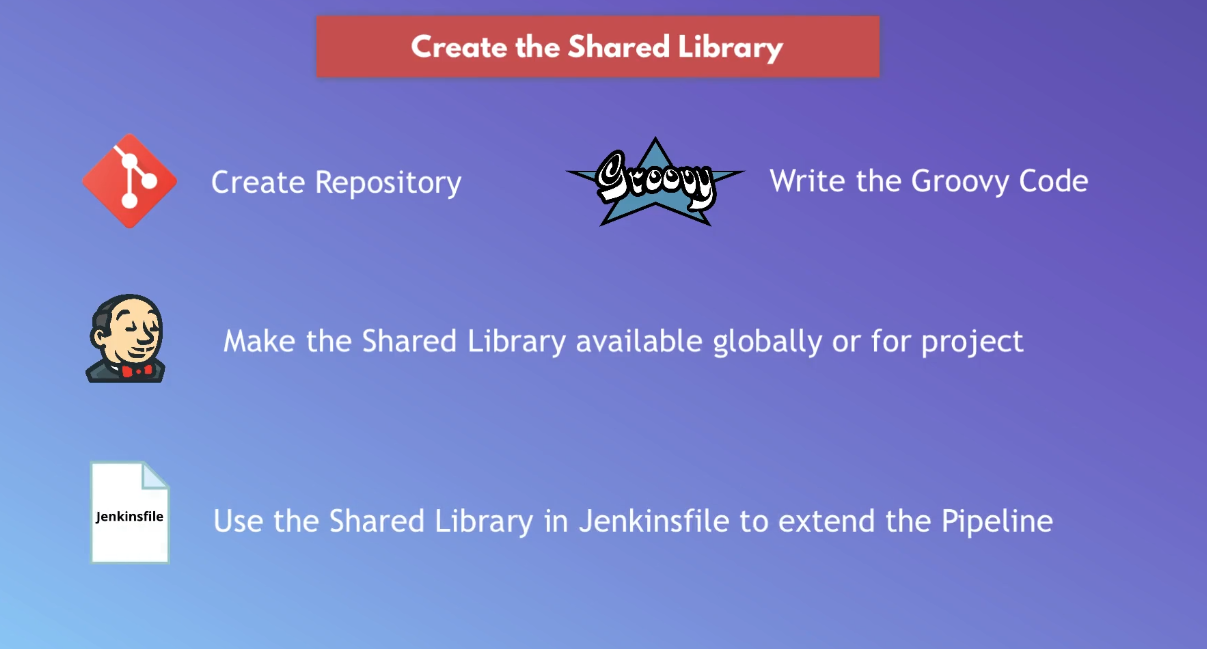 Create the Shared Library
Create Repository
Groovy
Write the Groovy Code
Make the Shared Library available globally or for project
Jenkinsfile
Use the Shared Library in Jenkinsfile to extend the Pipeline